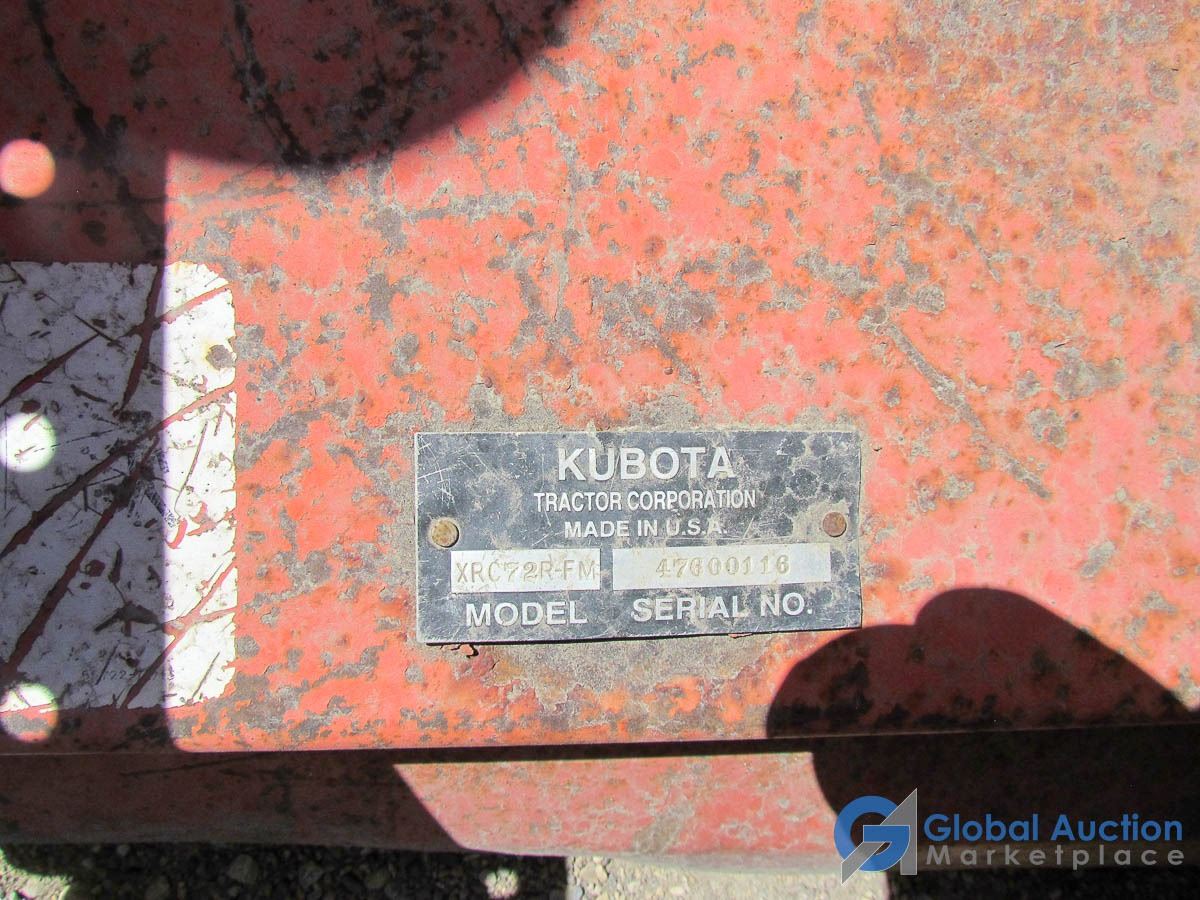 KUBOTA
TRACTOR CORPORATION
MADE IN U.S.A.
XRC72R-FM 47600116
MODEL SERIAL NO.
Global Auction
Marketplace